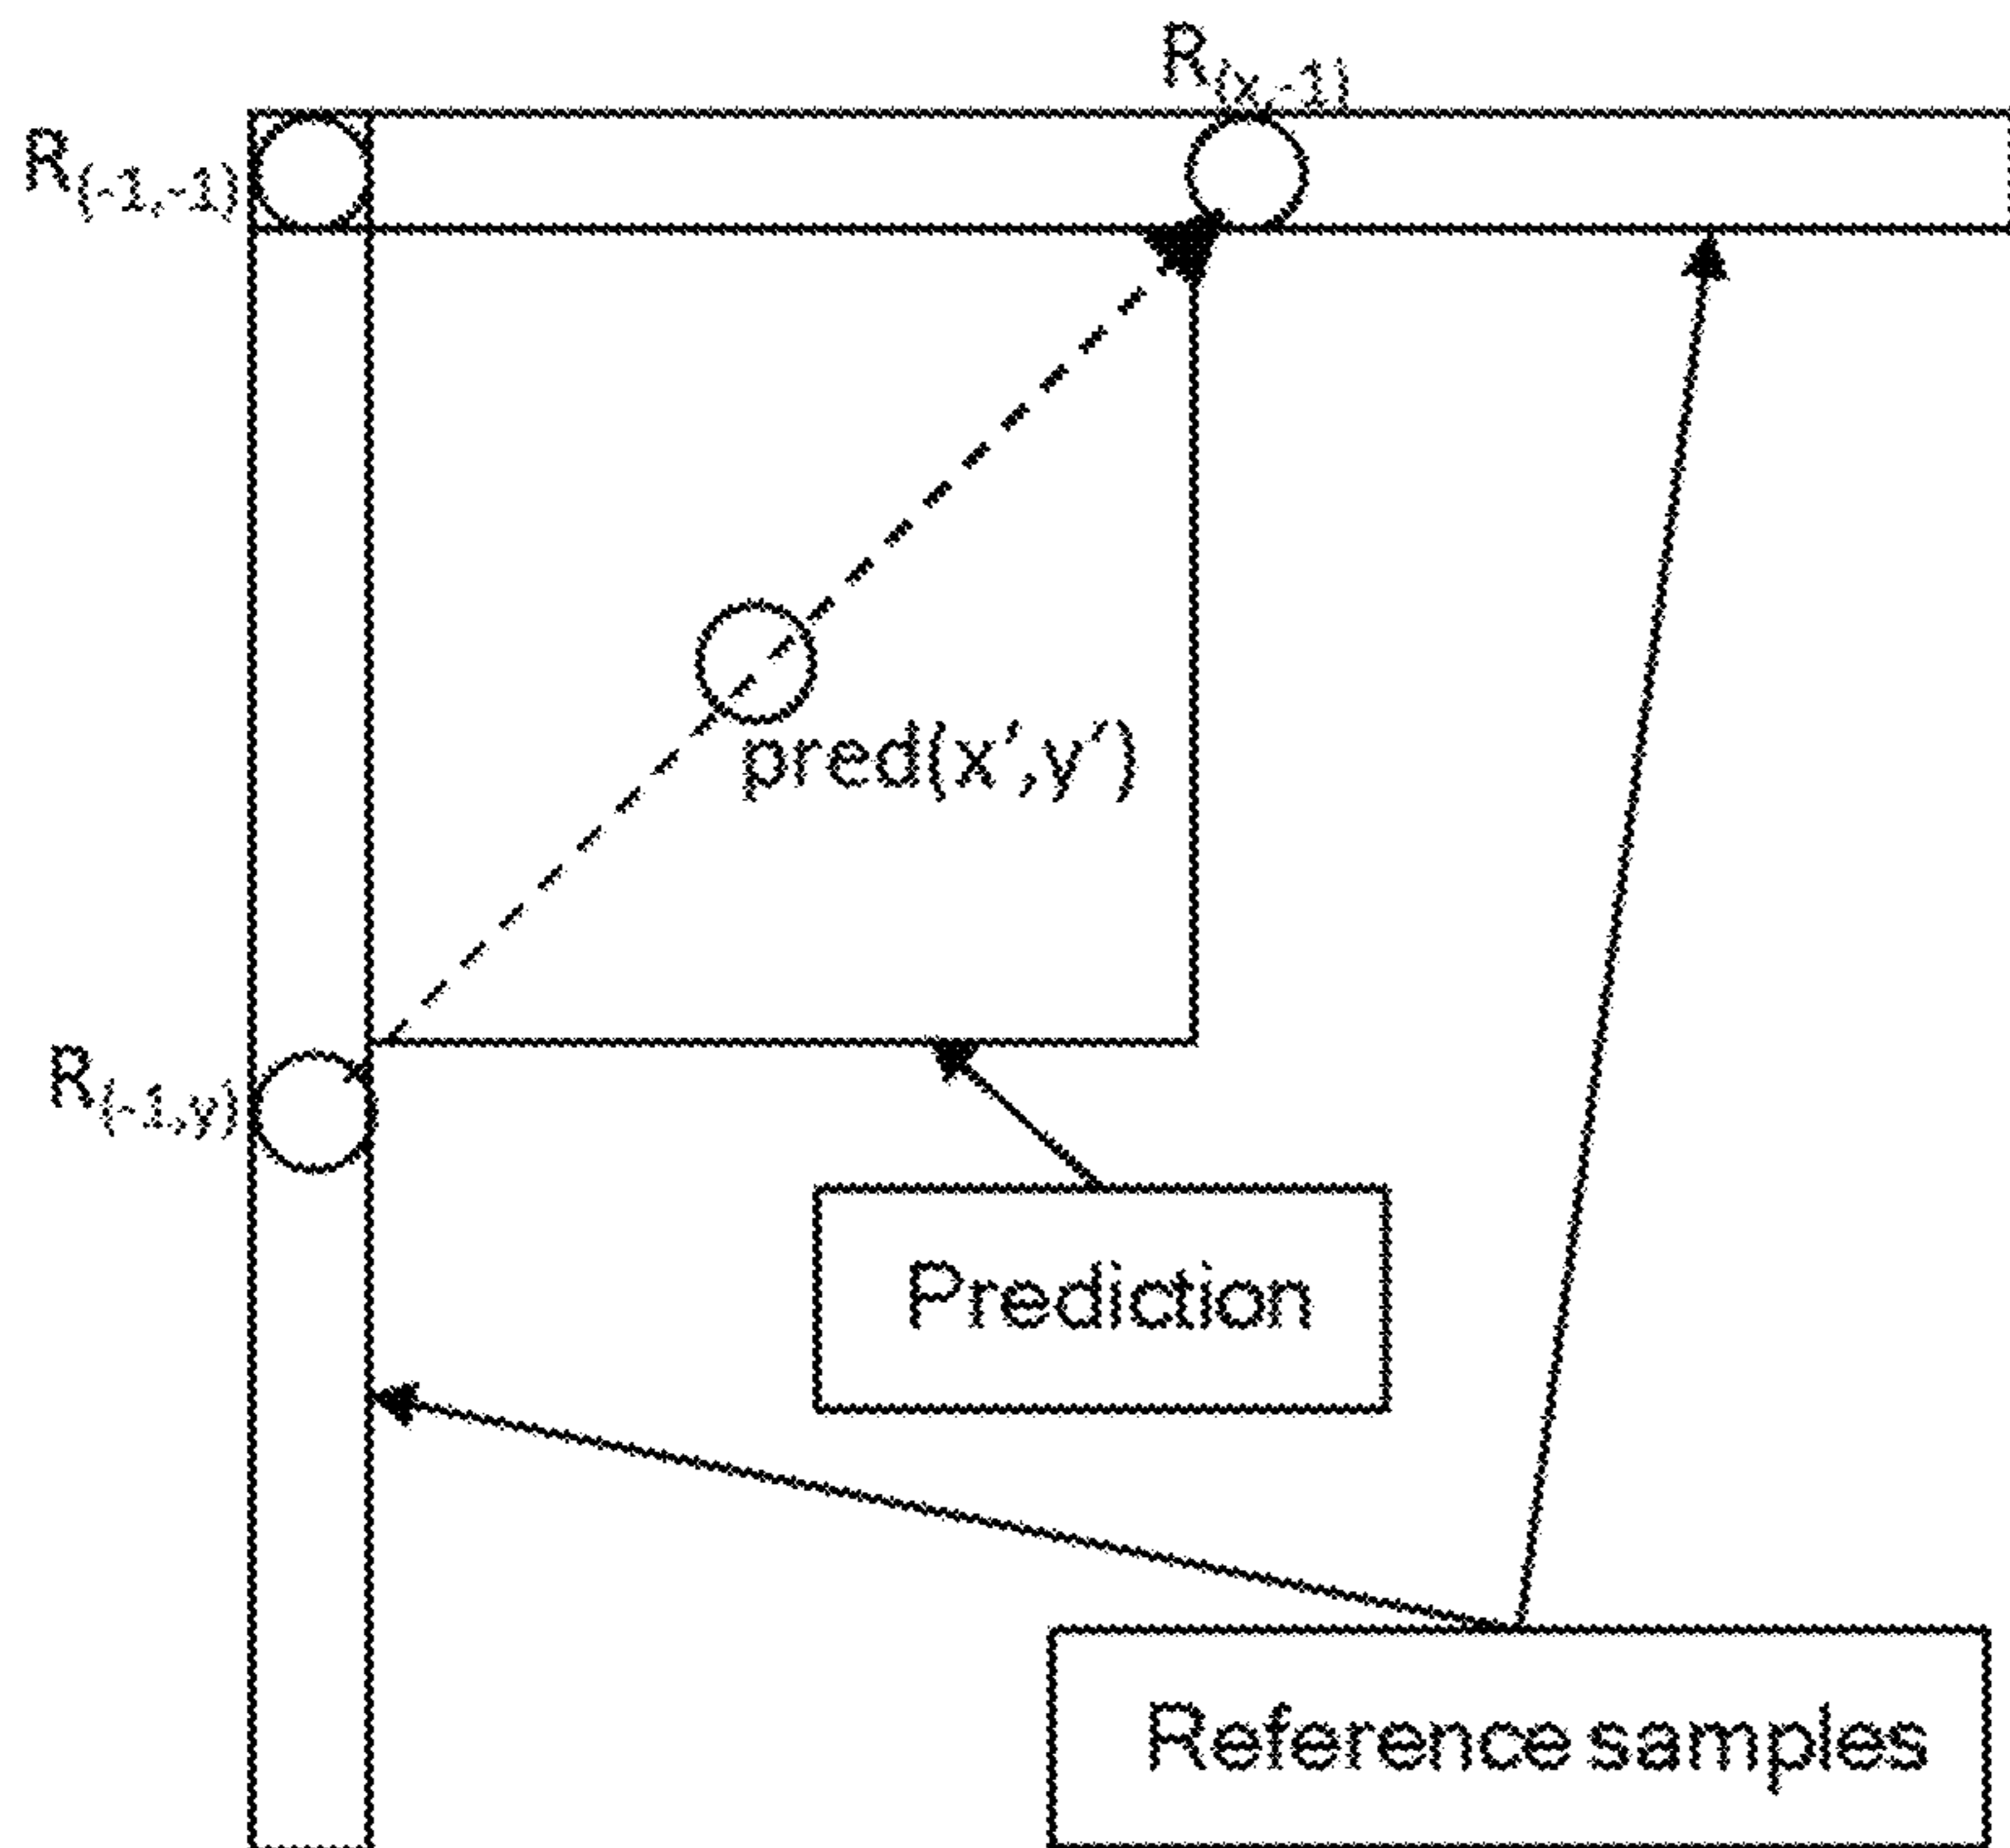 R(x,-1)
R(-1,-1)
pred(x′,y′)
R(-1,y)
Prediction
Reference samples